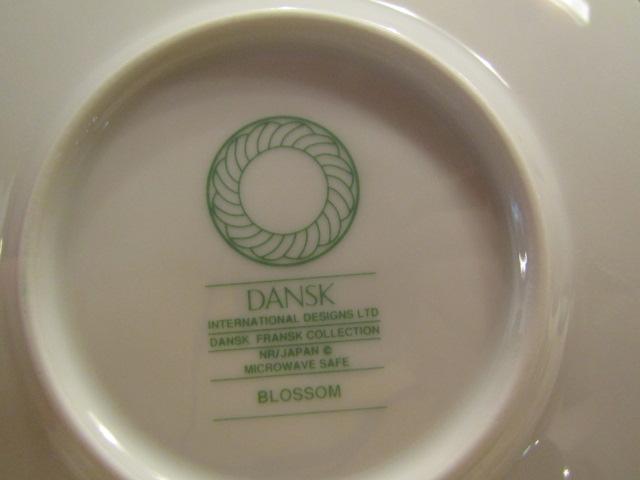 DANSK
INTERNATIONAL DESIGNS LTD
DANSK FRANSK COLLECTION
NR/JAPAN ©
MICROWAVE SAFE
BLOSSOM